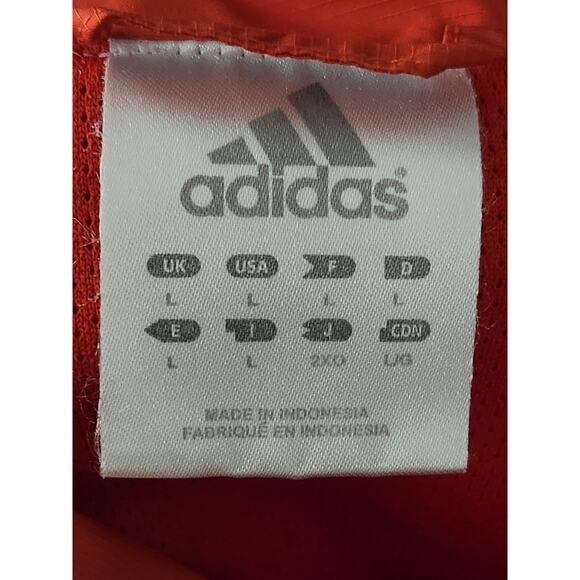 adidas®
UK USA F D
L L L L
E I J CDN
L L 2XO L/G
MADE IN INDONESIA
FABRIQUÉ EN INDONESIA